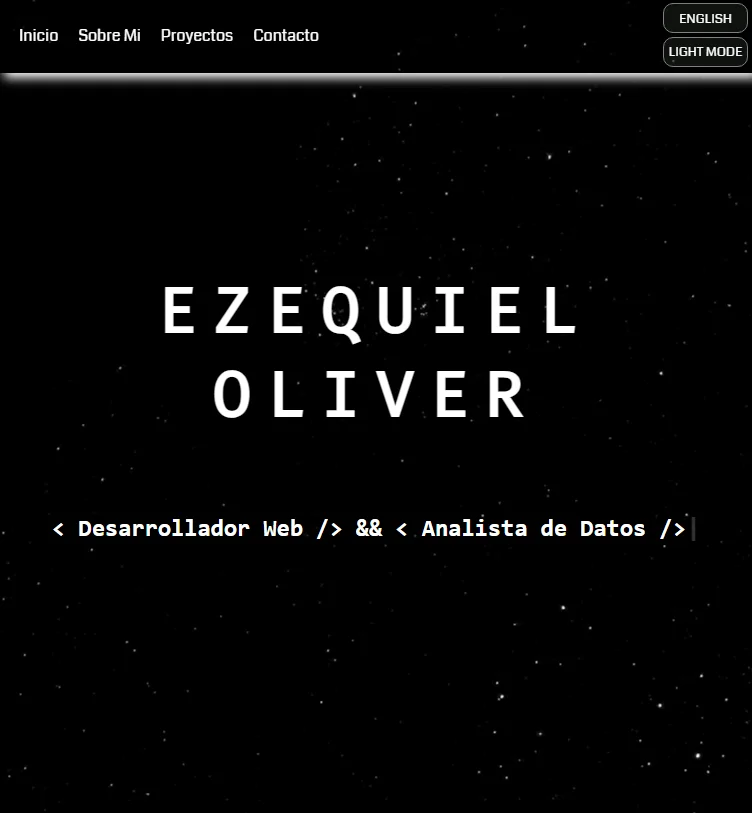 Inicio Sobre Mi Proyectos Contacto
ENGLISH
LIGHT MODE
EZEQUIEL
OLIVER
< Desarrollador Web /> && < Analista de Datos />